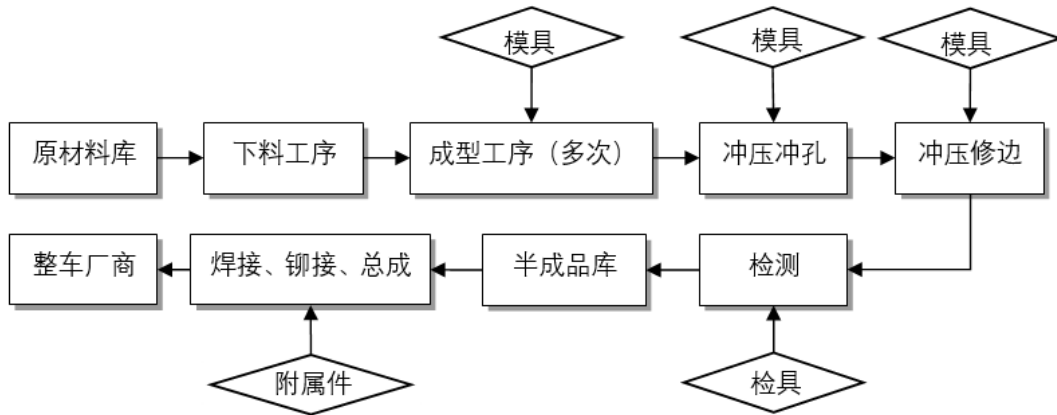 模具
模具
模具
原材料库
下料工序
成型工序（多次）
冲压冲孔
冲压修边
整车厂商
焊接、铆接、总成
半成品库
检测
附属件
检具